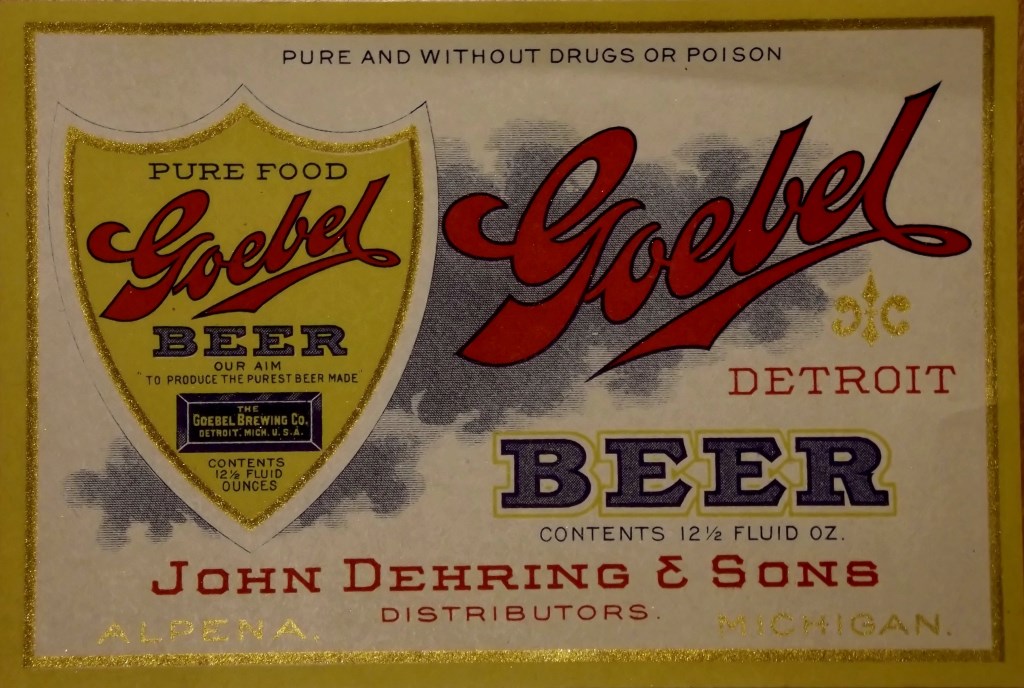 PURE AND WITHOUT DRUGS OR POISON
PURE FOOD
Goebel
BEER
OUR AIM
"TO PRODUCE THE PUREST BEER MADE"
THE
GOEBEL BREWING CO.
DETROIT, MICH. U.S.A.
CONTENTS
12½ FLUID
OUNCES
Goebel
DETROIT
BEER
CONTENTS 12½ FLUID OZ.
JOHN DEHRING & SONS
DISTRIBUTORS.
ALPENA. MICHIGAN.